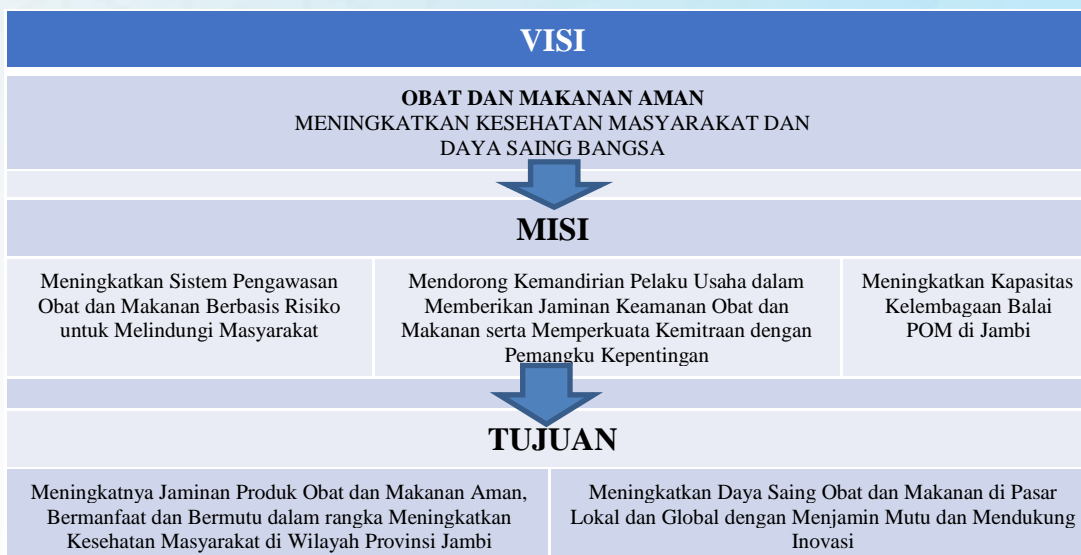 VISI
OBAT DAN MAKANAN AMAN
MENINGKATKAN KESEHATAN MASYARAKAT DAN
DAYA SAING BANGSA
MISI
Meningkatkan Sistem Pengawasan
Obat dan Makanan Berbasis Risiko
untuk Melindungi Masyarakat
Mendorong Kemandirian Pelaku Usaha dalam
Memberikan Jaminan Keamanan Obat dan
Makanan serta Memperkuata Kemitraan dengan
Pemangku Kepentingan
Meningkatkan Kapasitas
Kelembagaan Balai
POM di Jambi
TUJUAN
Meningkatnya Jaminan Produk Obat dan Makanan Aman,
Bermanfaat dan Bermutu dalam rangka Meningkatkan
Kesehatan Masyarakat di Wilayah Provinsi Jambi
Meningkatkan Daya Saing Obat dan Makanan di Pasar
Lokal dan Global dengan Menjamin Mutu dan Mendukung
Inovasi